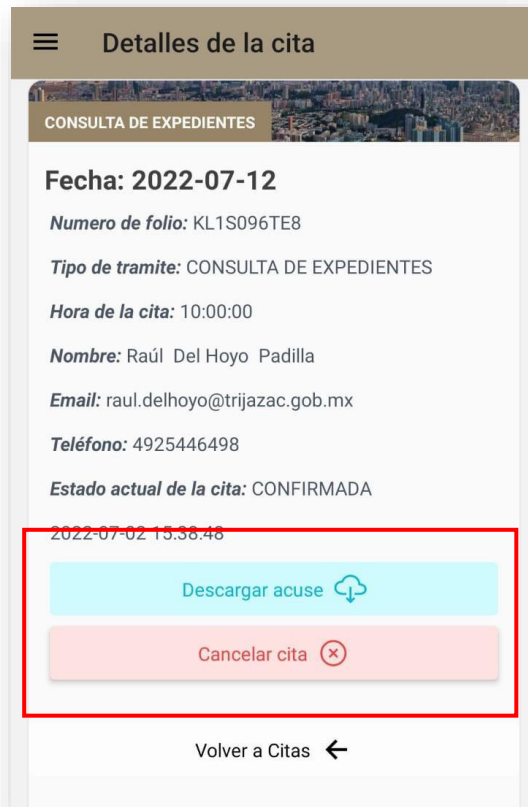 Detalles de la cita
CONSULTA DE EXPEDIENTES
Fecha: 2022-07-12
Numero de folio: KL1S096TE8
Tipo de tramite: CONSULTA DE EXPEDIENTES
Hora de la cita: 10:00:00
Nombre: Raúl Del Hoyo Padilla
Email: raul.delhoyo@trijazac.gob.mx
Teléfono: 4925446498
Estado actual de la cita: CONFIRMADA
2022-07-02 15:38:48
Descargar acuse
Cancelar cita
Volver a Citas